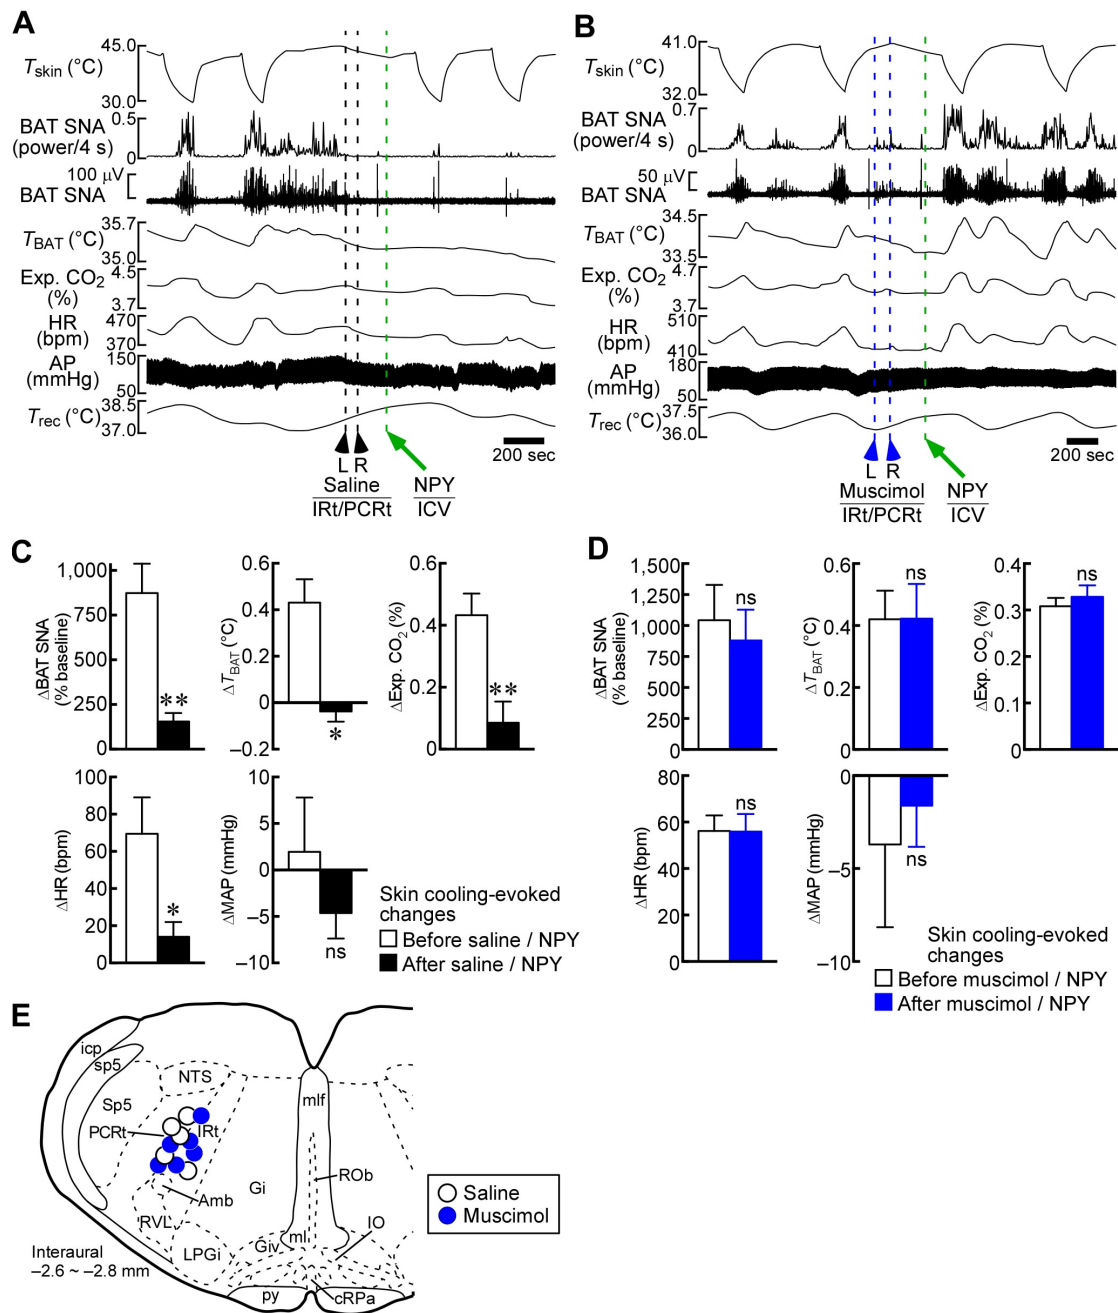 A
45.0
Tskin (°C)
30.0
0.5
BAT SNA
(power/4 s)
0
100 μV
BAT SNA
35.7
TBAT (°C)
35.0
4.5
Exp. CO2
(%)
3.7
470
HR
(bpm)
370
150
AP
(mmHg)
50
38.5
Trec (°C)
37.0
200 sec
L R
Saline
IRt/PCRt
NPY
ICV
B
41.0
Tskin (°C)
32.0
0.7
BAT SNA
(power/4 s)
0
50 μV
BAT SNA
34.5
TBAT (°C)
33.5
4.7
Exp. CO2
(%)
3.7
510
HR
(bpm)
410
180
AP
(mmHg)
50
37.5
Trec (°C)
36.0
200 sec
L R
Muscimol
IRt/PCRt
NPY
ICV
C
ΔBAT SNA
(% baseline)
1,000
750
500
250
0
**
ΔTBAT (°C)
0.6
0.4
0.2
0
–0.2
*
ΔExp. CO2 (%)
0.6
0.4
0.2
0
**
ΔHR (bpm)
100
80
60
40
20
0
*
ΔMAP (mmHg)
10
5
0
–5
–10
ns
Skin cooling-evoked
changes
Before saline / NPY
After saline / NPY
D
ΔBAT SNA
(% baseline)
1,500
1,250
1,000
750
500
250
0
ns
ΔTBAT (°C)
0.6
0.4
0.2
0
ns
ΔExp. CO2 (%)
0.4
0.3
0.2
0.1
0
ns
ΔHR (bpm)
80
60
40
20
0
ns
ΔMAP (mmHg)
0
–5
–10
ns
Skin cooling-evoked
changes
Before muscimol / NPY
After muscimol / NPY
E
icp
sp5
NTS
Sp5
mlf
PCRt
IRt
ROb
Amb
Gi
RVL
IO
ml
LPGi
Giv
Interaural
–2.6 ~ –2.8 mm
py
cRPa
Saline
Muscimol